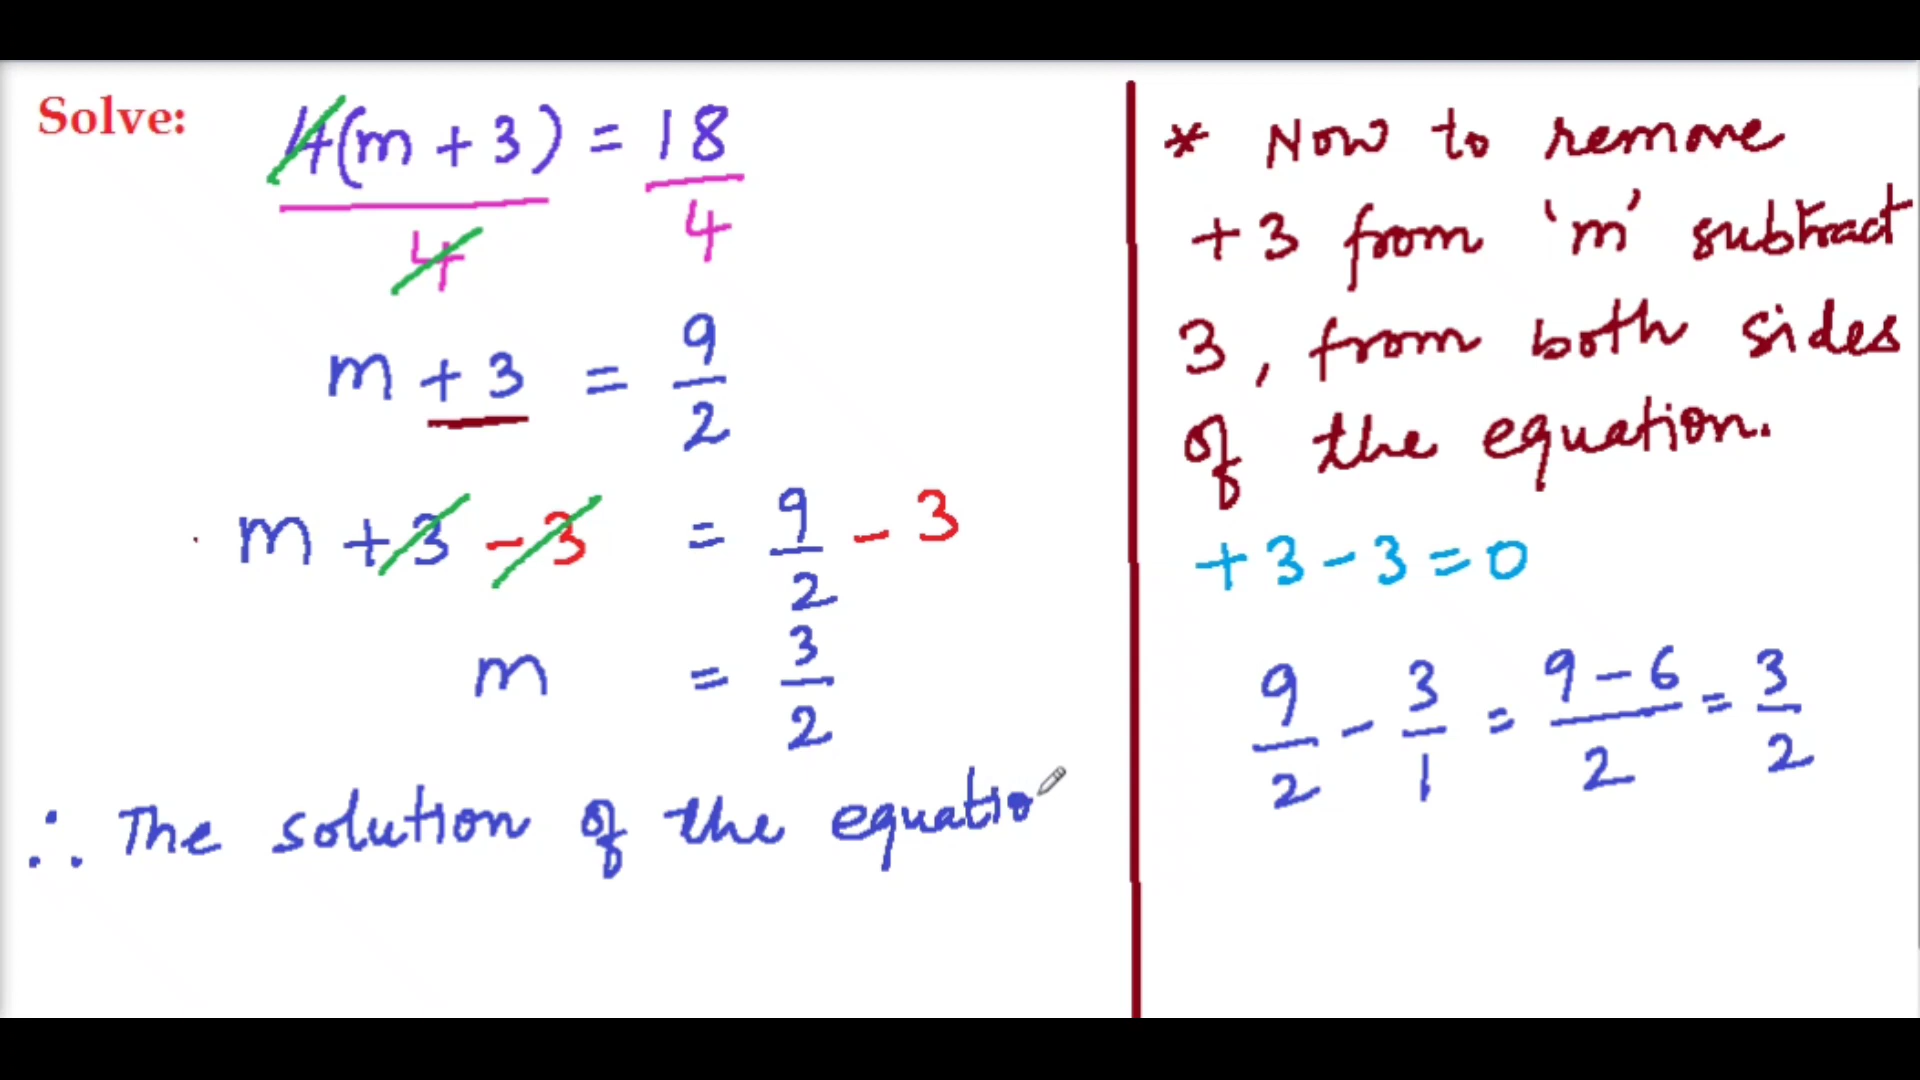 Solve: 4(m + 3) = 18
4 4
m + 3 = 9/2
m + 3 - 3 = 9/2 - 3
m = 3/2
∴ The solution of the equatio
* Now to remove
+3 from 'm' subtract
3, from both sides
of the equation.
+3-3=0
9/2 - 3/1 = 9-6/2 = 3/2